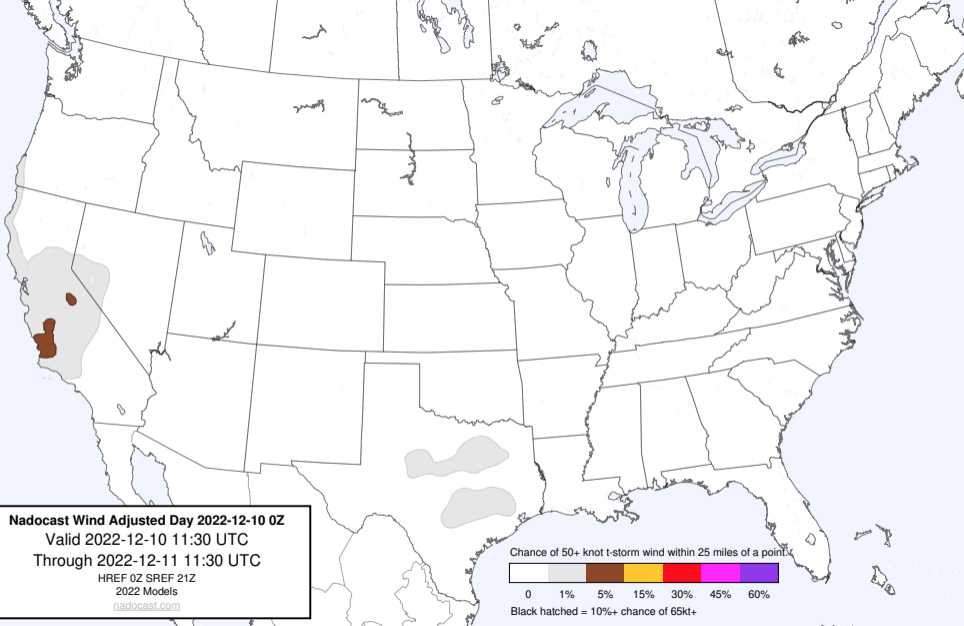 Nadocast Wind Adjusted Day 2022-12-10 0Z
Valid 2022-12-10 11:30 UTC
Through 2022-12-11 11:30 UTC
HREF 0Z SREF 21Z
2022 Models
nadocast.com
Chance of 50+ knot t-storm wind within 25 miles of a point.
0 1% 5% 15% 30% 45% 60%
Black hatched = 10%+ chance of 65kt+